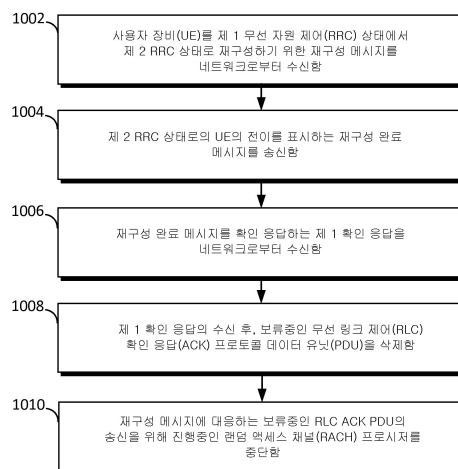 1002
사용자 장비(UE)를 제 1 무선 자원 제어(RRC) 상태에서
제 2 RRC 상태로 재구성하기 위한 재구성 메시지를
네트워크로부터 수신함
1004
제 2 RRC 상태로의 UE의 전이를 표시하는 재구성 완료
메시지를 송신함
1006
재구성 완료 메시지를 확인 응답하는 제 1 확인 응답을
네트워크로부터 수신함
1008
제 1 확인 응답의 수신 후, 보류중인 무선 링크 제어(RLC)
확인 응답(ACK) 프로토콜 데이터 유닛(PDU)을 삭제함
1010
재구성 메시지에 대응하는 보류중인 RLC ACK PDU의
송신을 위해 진행중인 랜덤 액세스 채널(RACH) 프로시저를
중단함